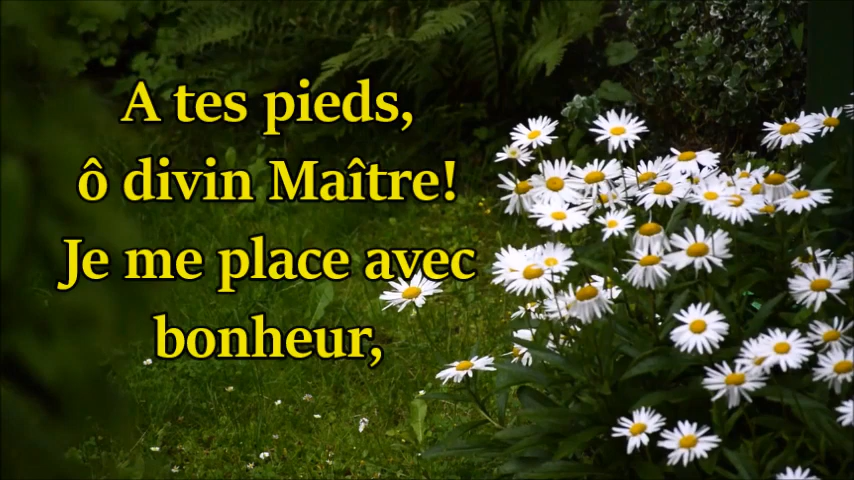 A tes pieds,
ô divin Maître!
Je me place avec
bonheur,